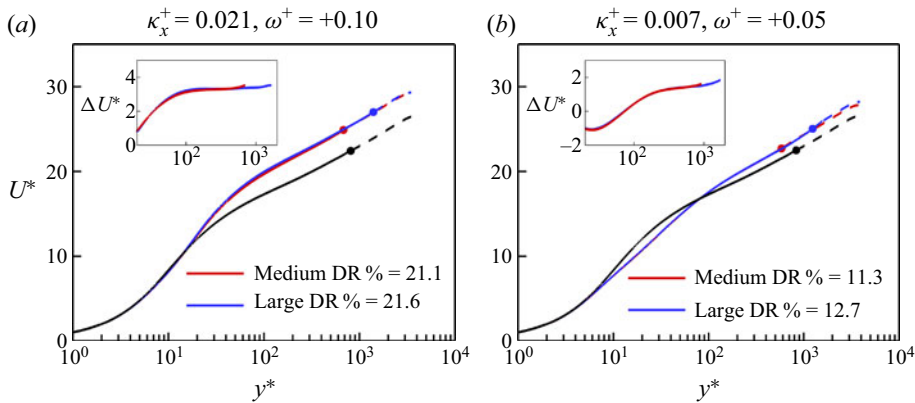 (a) κx+ = 0.021, ω+ = +0.10
30
20
U*
10
0
4
ΔU*
2
0
10²
10³
Medium DR % = 21.1
Large DR % = 21.6
10⁰ 10¹ 10² 10³ 10⁴
y*
(b) κx+ = 0.007, ω+ = +0.05
30
20
10
0
2
ΔU*
0
−2
10²
10³
Medium DR % = 11.3
Large DR % = 12.7
10⁰ 10¹ 10² 10³ 10⁴
y*